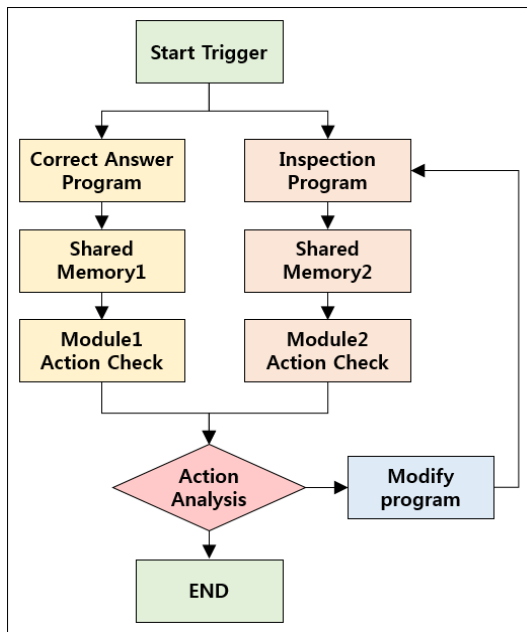 Start Trigger
Correct Answer
Program
Inspection
Program
Shared
Memory1
Shared
Memory2
Module1
Action Check
Module2
Action Check
Action
Analysis
Modify
program
END